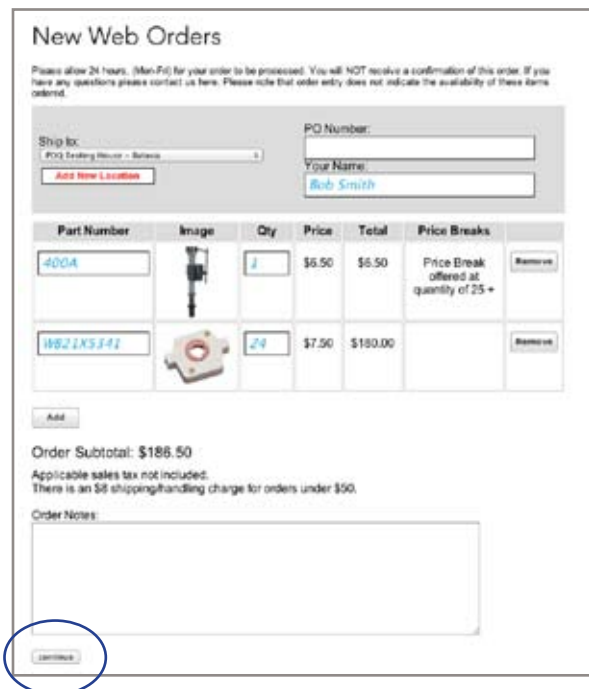 New Web Orders
Please allow 24 hours, (Mon-Fri) for your order to be processed. You will NOT receive a confirmation of this order. If you
have any questions please contact us here. Please note that order entry does not indicate the availability of these items
ordered.
Ship to:
PO Number:
Add New Location
Your Name:
Bob Smith
Part Number Image Qty Price Total Price Breaks
400A 1 $6.50 $6.50 Price Break
offered at
quantity of 25 +
Remove
WB21X5341 24 $7.50 $180.00 Remove
Add
Order Subtotal: $186.50
Applicable sales tax not included.
There is an $8 shipping/handling charge for orders under $50.
Order Notes:
continue